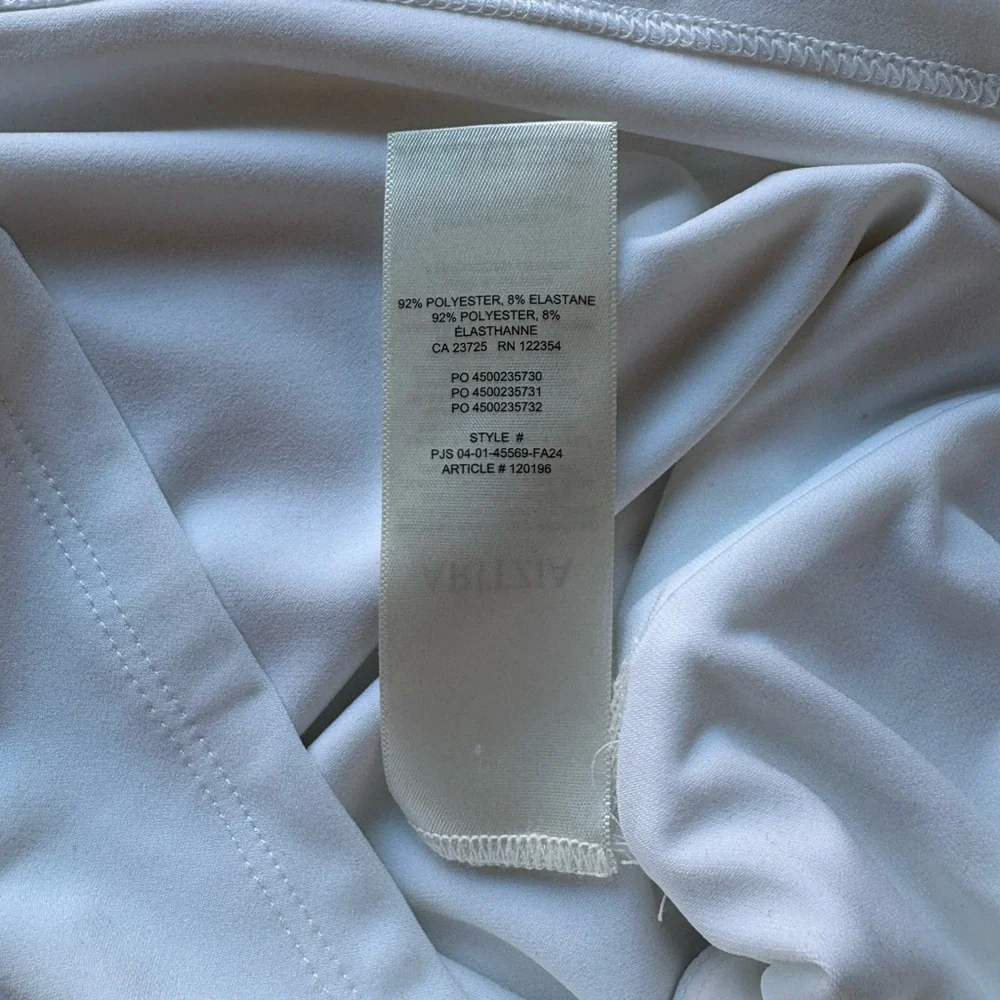 92% POLYESTER, 8% ELASTANE
92% POLYESTER, 8%
ÉLASTHANNE
CA 23725 RN 122354
PO 4500235730
PO 4500235731
PO 4500235732
STYLE #
PJS 04-01-45569-FA24
ARTICLE # 120196
ARITZIA